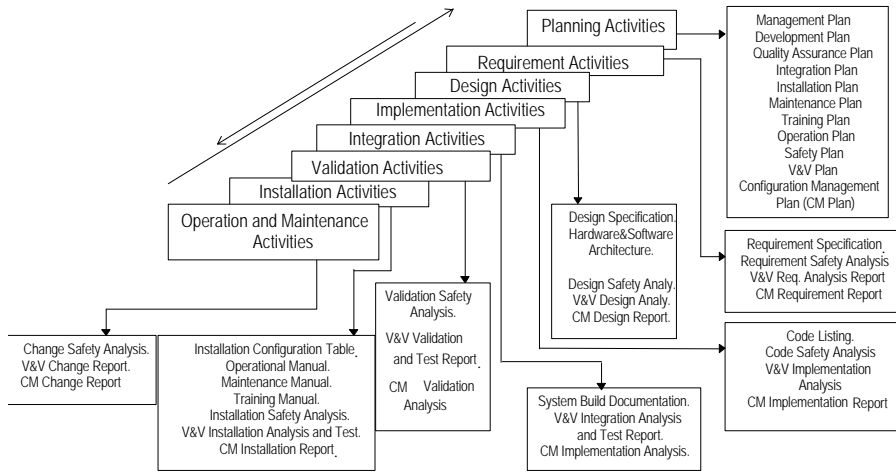 Planning Activities
Requirement Activities
Design Activities
Implementation Activities
Integration Activities
Validation Activities
Installation Activities
Operation and Maintenance
Activities
Management Plan
Development Plan
Quality Assurance Plan
Integration Plan
Installation Plan
Maintenance Plan
Training Plan
Operation Plan
Safety Plan
V&V Plan
Configuration Management
Plan (CM Plan)
Requirement Specification.
Requirement Safety Analysis
V&V Req. Analysis Report
CM Requirement Report
Design Specification.
Hardware&Software
Architecture.
Design Safety Analy.
V&V Design Analy.
CM Design Report.
Code Listing.
Code Safety Analysis
V&V Implementation
Analysis
CM Implementation Report
System Build Documentation.
V&V Integration Analysis
and Test Report.
CM Implementation Analysis.
Validation Safety
Analysis.
V&V Validation
and Test Report.
CM Validation
Analysis
Installation Configuration Table.
Operational Manual.
Maintenance Manual.
Training Manual.
Installation Safety Analysis.
V&V Installation Analysis and Test.
CM Installation Report.
Change Safety Analysis.
V&V Change Report.
CM Change Report